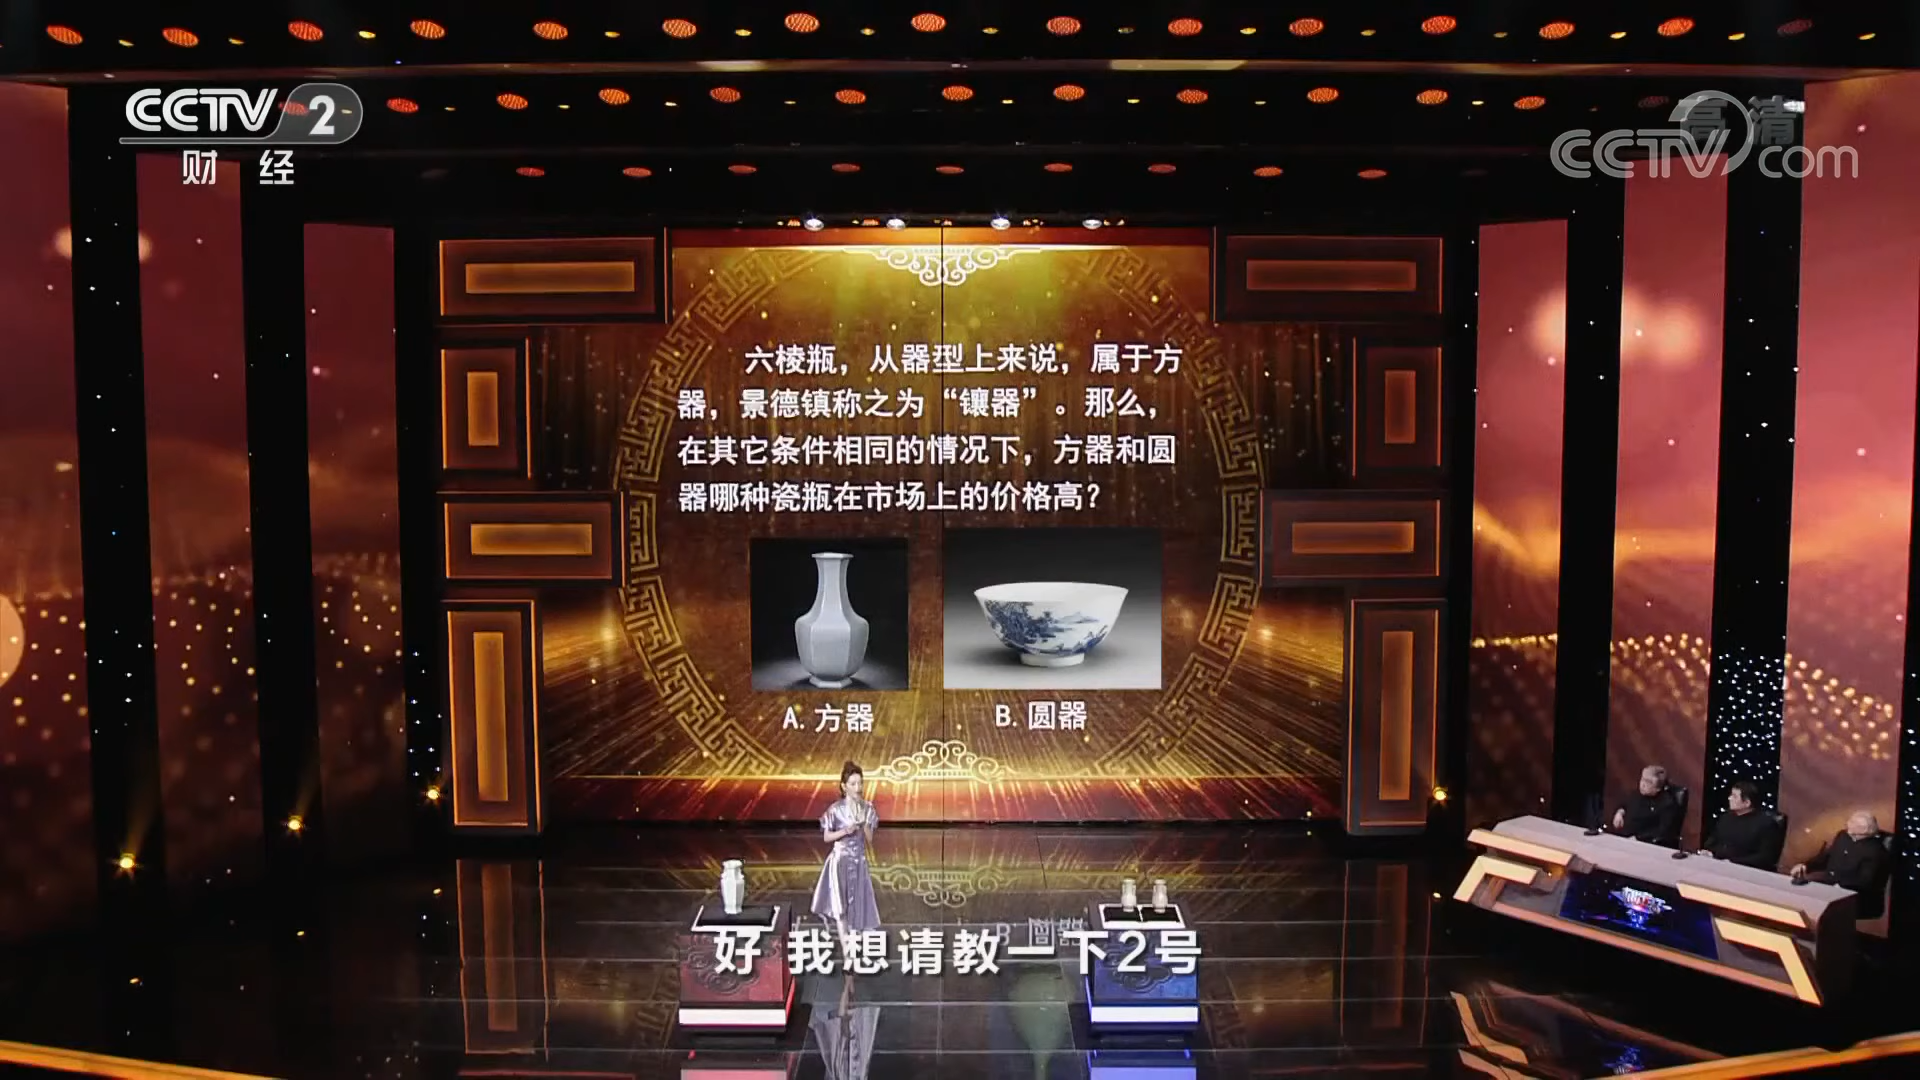 CCTV 2
财 经
高清
CCTV com
六棱瓶，从器型上来说，属于方
器，景德镇称之为“镶器”。那么，
在其它条件相同的情况下，方器和圆
器哪种瓷瓶在市场上的价格高？
A. 方器
B. 圆器
好 我想请教一下2号